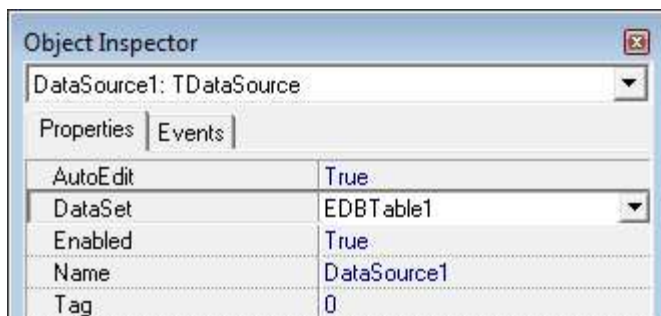 Object Inspector
DataSource1: TDataSource
Properties Events
AutoEdit True
DataSet EDBTable1
Enabled True
Name DataSource1
Tag 0